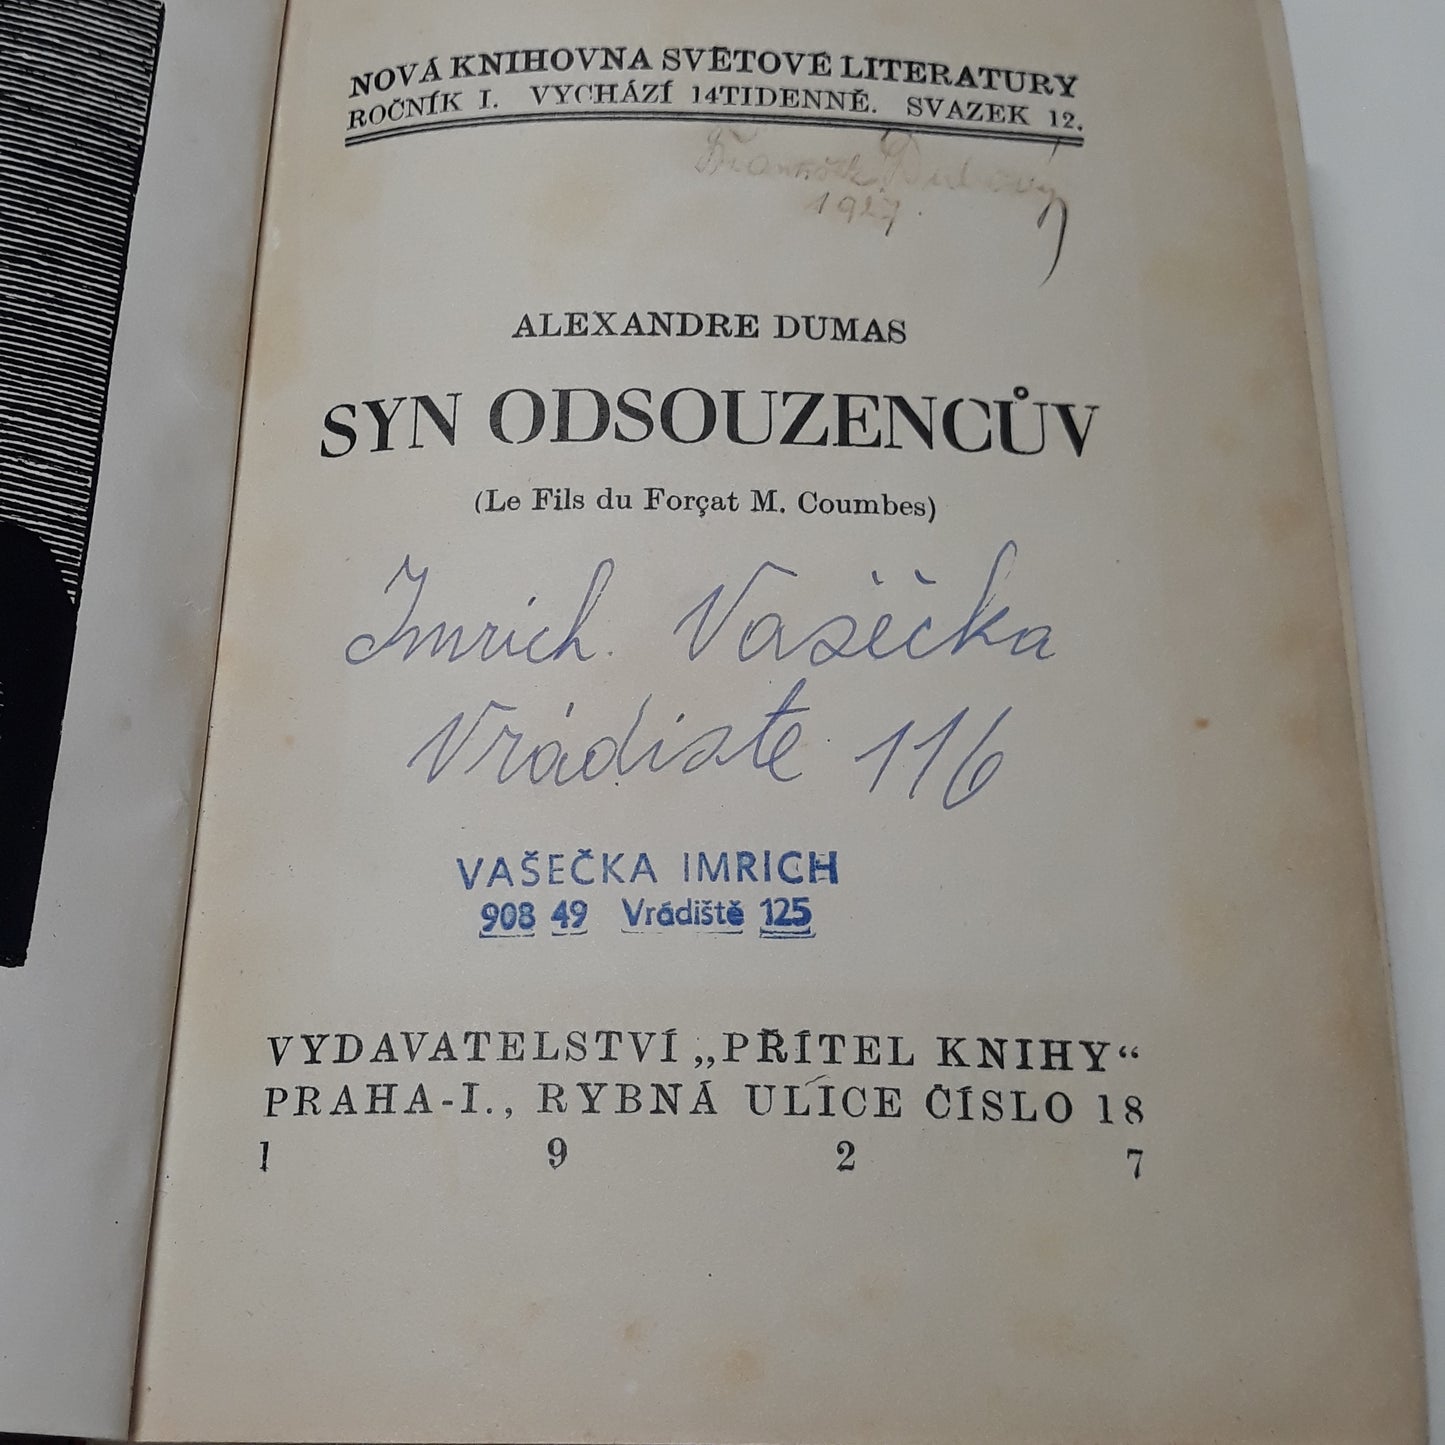 NOVÁ KNIHOVNA SVĚTOVÉ LITERATURY
ROČNÍK I. VYCHÁZÍ 14TIDENNĚ. SVAZEK 12.
1927.
ALEXANDRE DUMAS
SYN ODSOUZENCŮV
(Le Fils du Forçat M. Coumbes)
Imrich. Vašečka
Vrádiste 116
VAŠEČKA IMRICH
908 49 Vrádiště 125
VYDAVATELSTVÍ „PŘÍTEL KNIHY“
PRAHA-I., RYBNÁ ULICE ČÍSLO 18
1 9 2 7